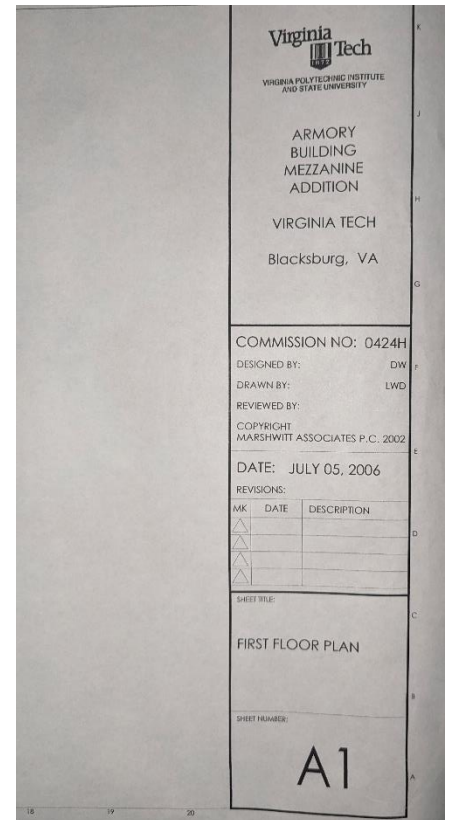 Virginia
Tech
1872
VIRGINIA POLYTECHNIC INSTITUTE
AND STATE UNIVERSITY
ARMORY
BUILDING
MEZZANINE
ADDITION
VIRGINIA TECH
Blacksburg, VA
COMMISSION NO: 0424H
DESIGNED BY: DW
DRAWN BY: LWD
REVIEWED BY:
COPYRIGHT
MARSHWITT ASSOCIATES P.C. 2002
DATE: JULY 05, 2006
REVISIONS:
MK DATE DESCRIPTION
SHEET TITLE:
FIRST FLOOR PLAN
SHEET NUMBER:
A1
K
J
H
G
F
E
D
C
B
A
18 19 20